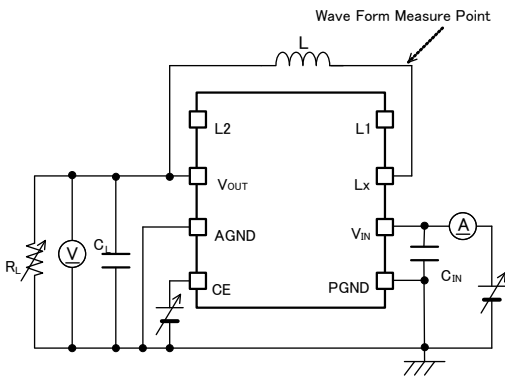 Wave Form Measure Point
L
L2
L1
VOUT
Lx
AGND
VIN
A
V
CL
RL
CE
PGND
CIN